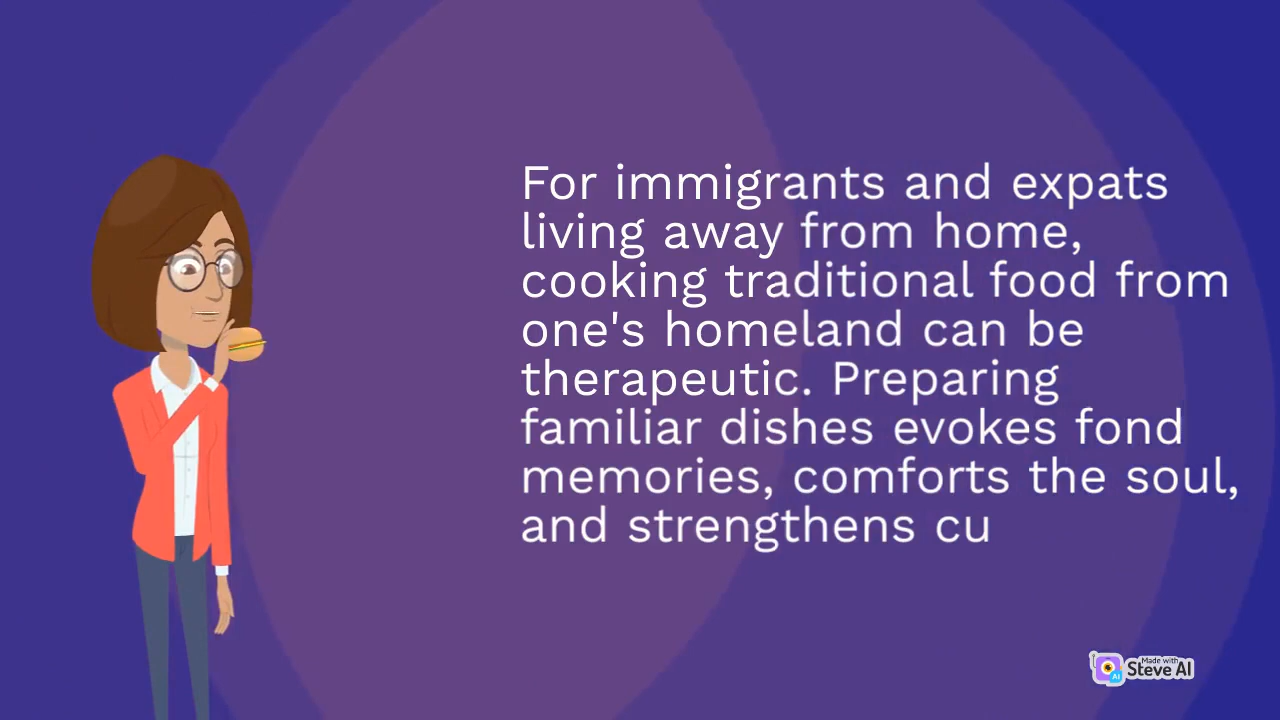 For immigrants and expats
living away from home,
cooking traditional food from
one's homeland can be
therapeutic. Preparing
familiar dishes evokes fond
memories, comforts the soul,
and strengthens cu
Made with
Steve AI
AI